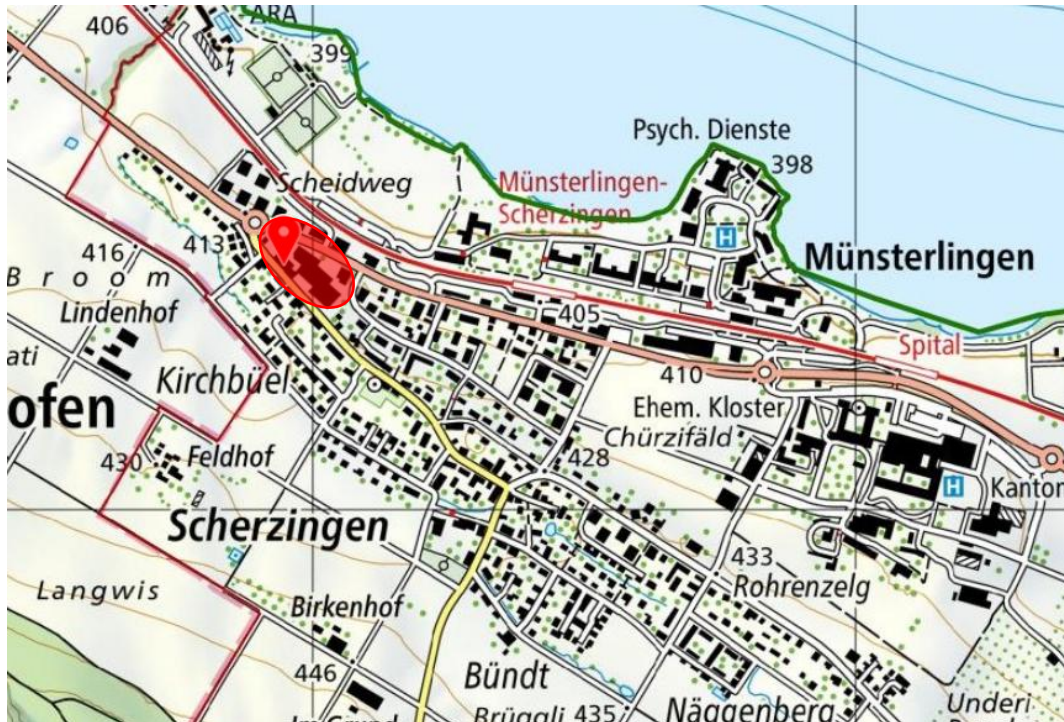 ARA
406
399
Psych. Dienste
398
Scheidweg
Münsterlingen-
Scherzingen
H
413
416
Broom
Münsterlingen
Lindenhof
405
Spital
ati
Kirchbüel
410
ofen
Ehem. Kloster
Chürzifäld
430
Feldhof
428
H
Kanton
Scherzingen
433
Rohrenzelg
Langwis
Birkenhof
446
Bündt
Underi
Brüggli
435
Näggenberg
Im Grund